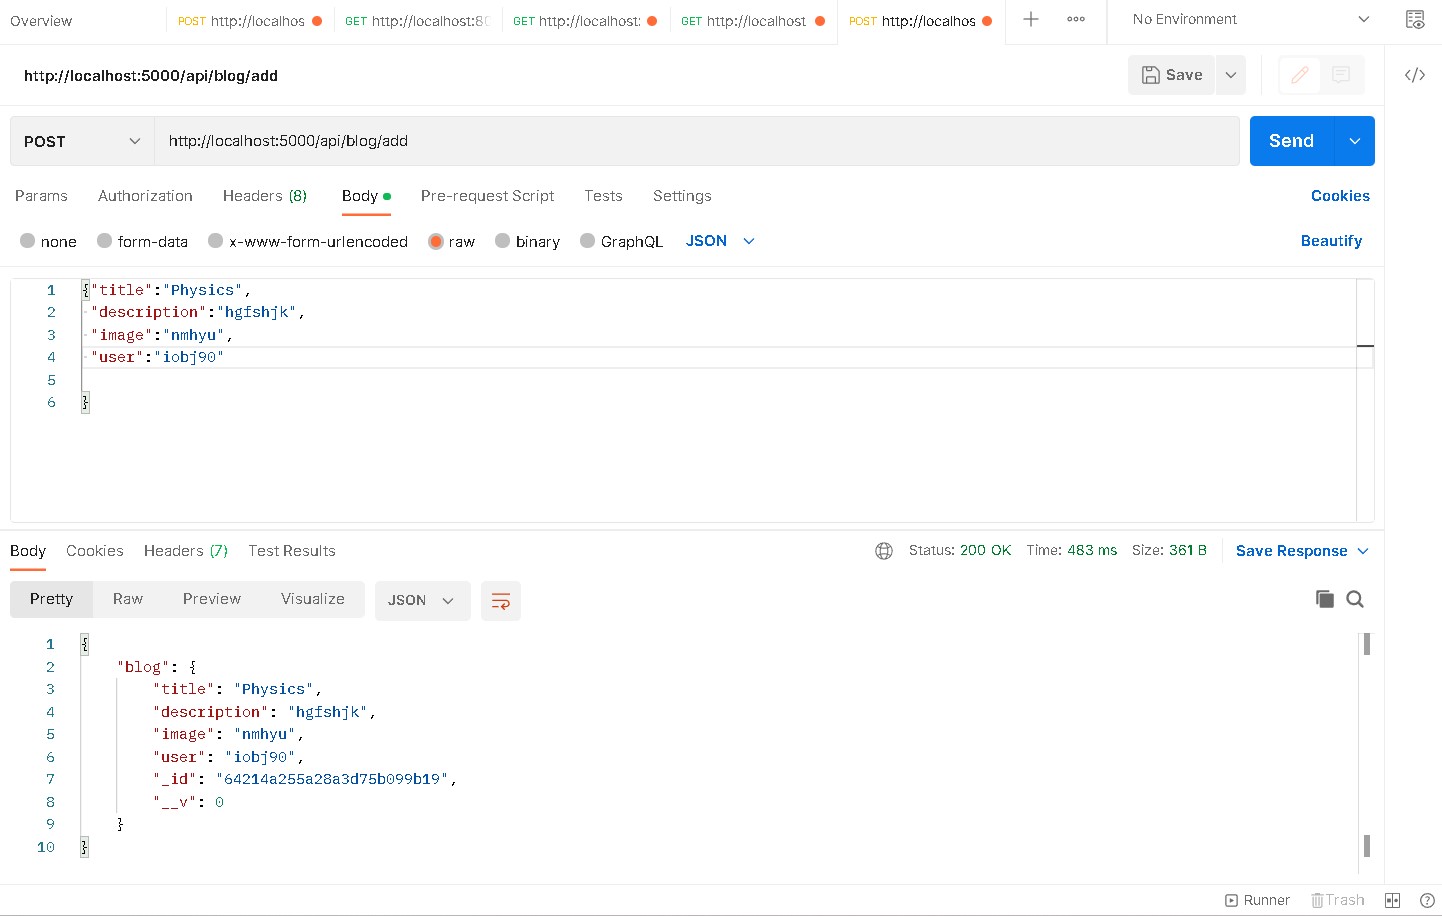 Overview POST http://localhos GET http://localhost:80 GET http://localhost: GET http://localhost POST http://localhos No Environment
http://localhost:5000/api/blog/add Save
POST http://localhost:5000/api/blog/add Send
Params Authorization Headers (8) Body Pre-request Script Tests Settings Cookies
none form-data x-www-form-urlencoded raw binary GraphQL JSON Beautify
1 {"title":"Physics",
2 "description":"hgfshjk",
3 "image":"nmhyu",
4 "user":"iobj90"
5
6 }
Body Cookies Headers (7) Test Results Status: 200 OK Time: 483 ms Size: 361 B Save Response
Pretty Raw Preview Visualize JSON
1 {
2 "blog": {
3 "title": "Physics",
4 "description": "hgfshjk",
5 "image": "nmhyu",
6 "user": "iobj90",
7 "_id": "64214a255a28a3d75b099b19",
8 "__v": 0
9 }
10 }
Runner Trash